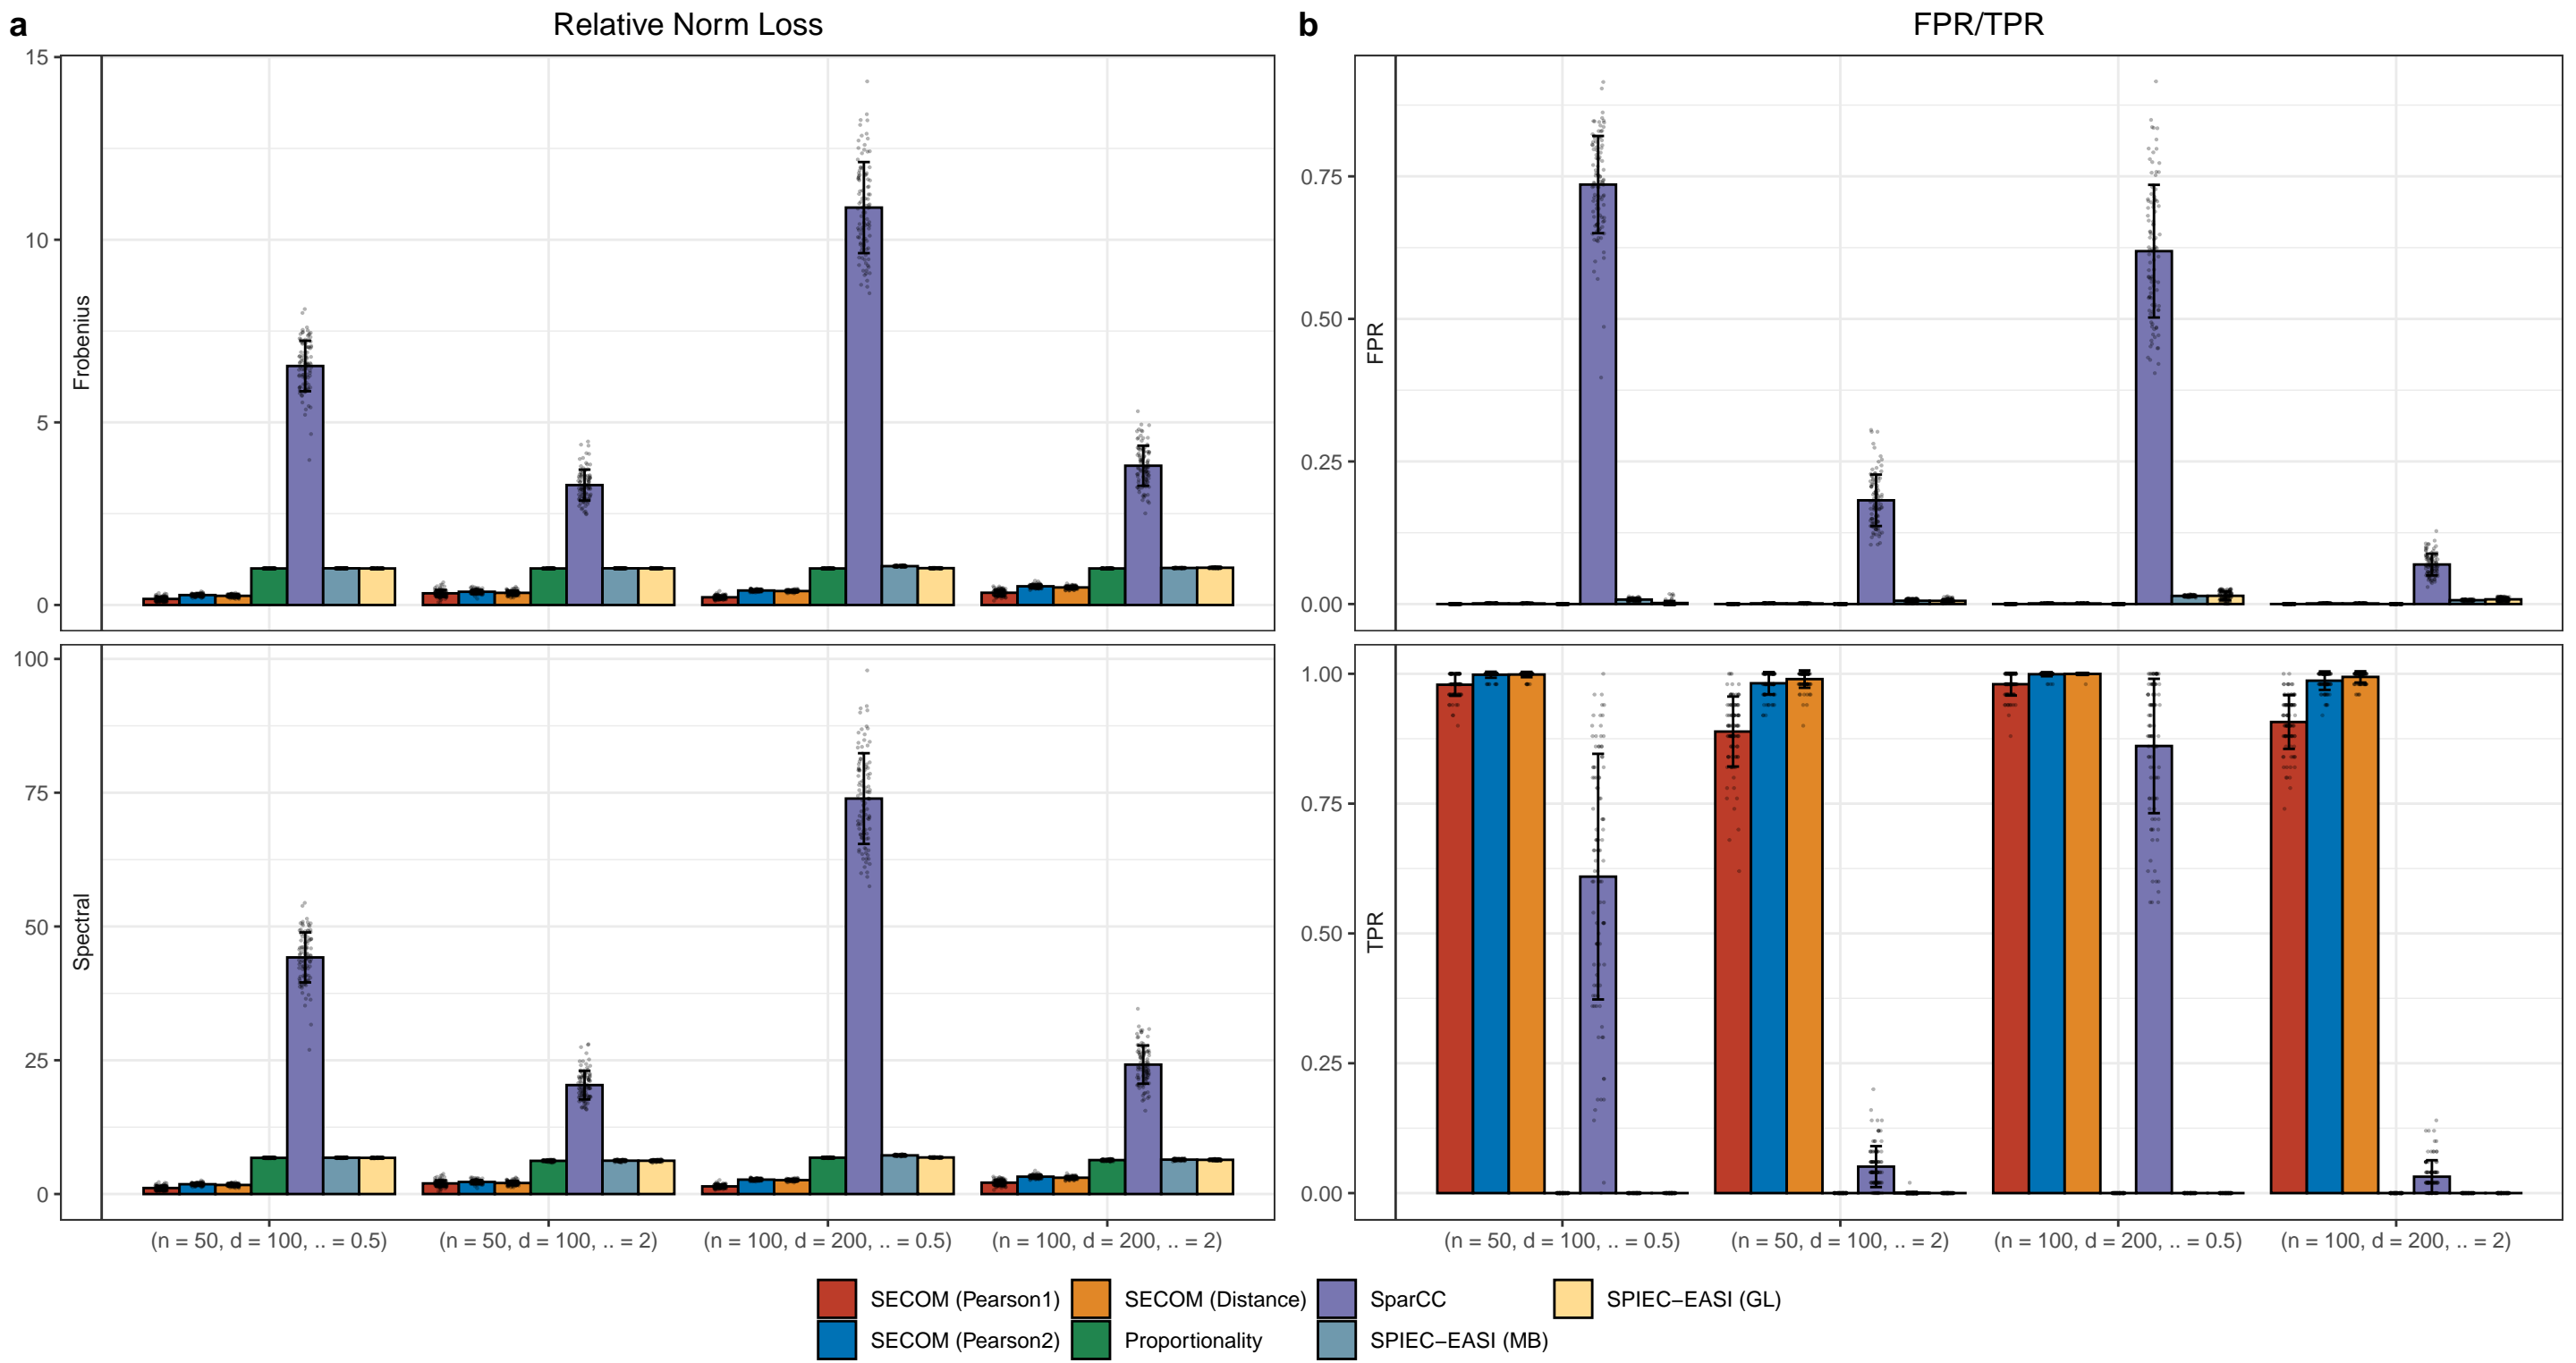 a
Relative Norm Loss
b
FPR/TPR
Frobenius
15
10
5
0
Spectral
100
75
50
25
0
FPR
0.75
0.50
0.25
0.00
TPR
1.00
0.75
0.50
0.25
0.00
(n = 50, d = 100, .. = 0.5)
(n = 50, d = 100, .. = 2)
(n = 100, d = 200, .. = 0.5)
(n = 100, d = 200, .. = 2)
(n = 50, d = 100, .. = 0.5)
(n = 50, d = 100, .. = 2)
(n = 100, d = 200, .. = 0.5)
(n = 100, d = 200, .. = 2)
SECOM (Pearson1)
SECOM (Distance)
SparCC
SPIEC−EASI (GL)
SECOM (Pearson2)
Proportionality
SPIEC−EASI (MB)